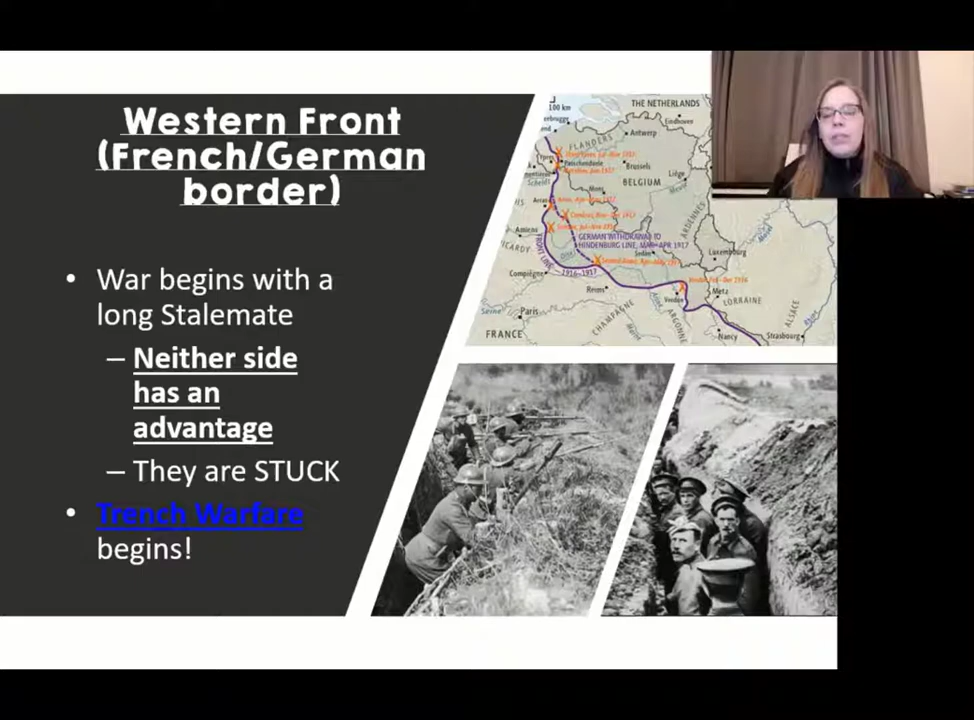 Western Front
(French/German
border)
• War begins with a
long Stalemate
– Neither side
has an
advantage
– They are STUCK
• Trench Warfare
begins!
100 km
THE NETHERLANDS
Eindhoven
FLANDERS
Antwerp
Ypres
Passchendaele
Brussels
Liège
BELGIUM
Mons
Arras
ARDENNES
Amiens
GERMAN WITHDRAWAL TO
HINDENBURG LINE, MAR–APR 1917
Luxembourg
Sedan
FRONT LINE
1916–1917
Compiègne
Reims
Verdun
Metz
LORRAINE
Seine
Paris
CHAMPAGNE
ARGONNE
ALSACE
FRANCE
Nancy
Strasbourg